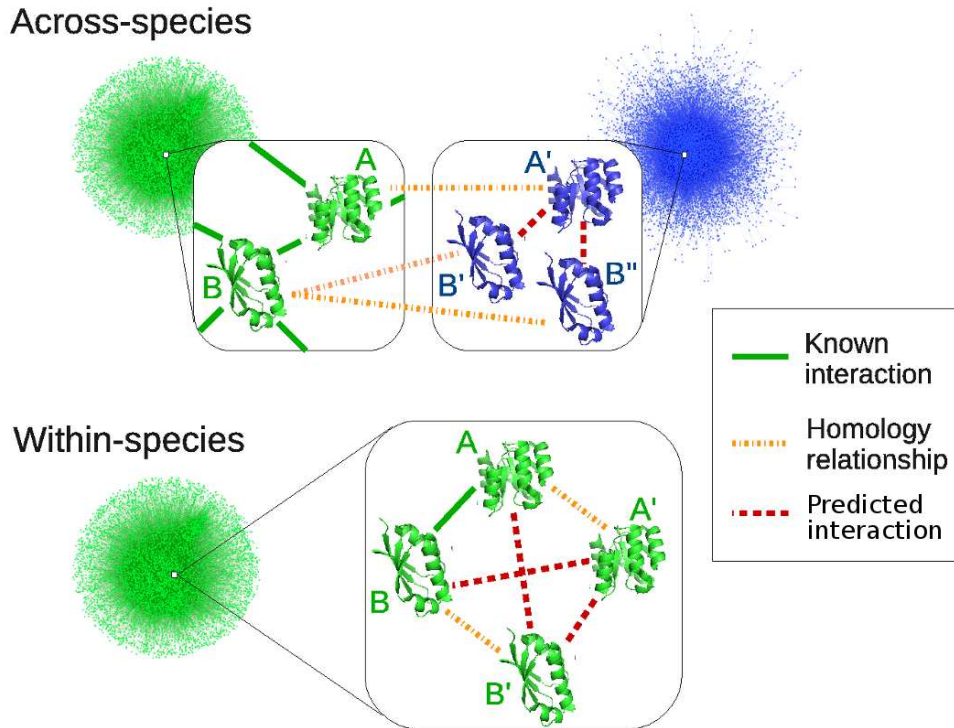 Across-species
A
A'
B
B'
B"
Known
interaction
Homology
relationship
Predicted
interaction
Within-species
A
A'
B
B'